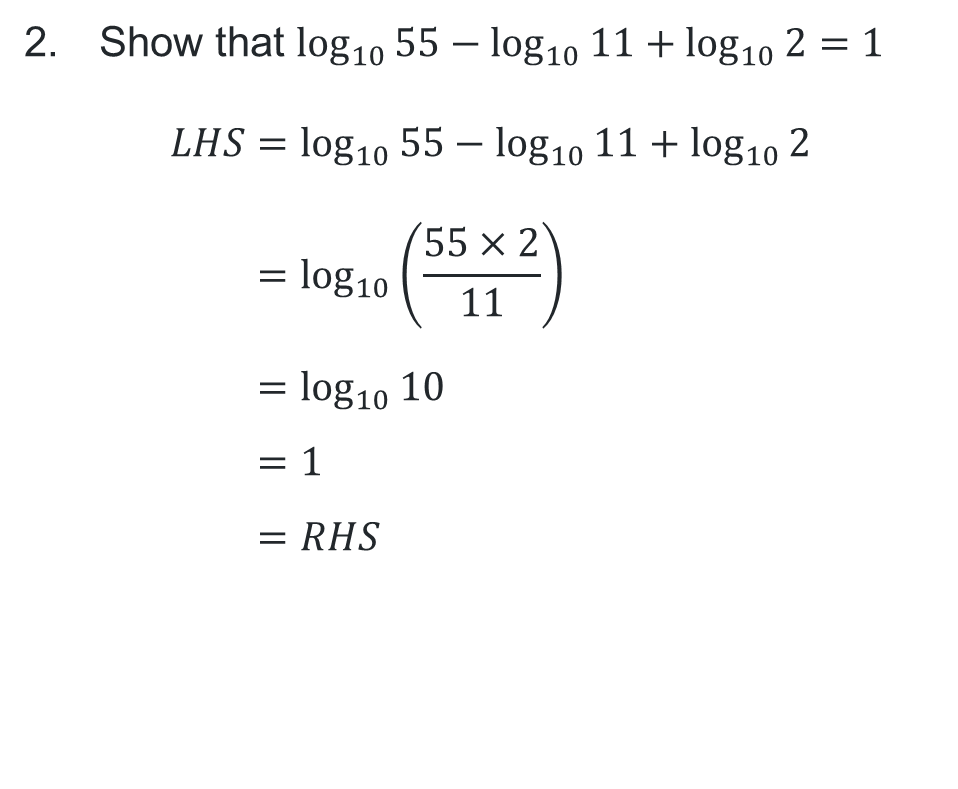 2. Show that log₁₀ 55 − log₁₀ 11 + log₁₀ 2 = 1
LHS = log₁₀ 55 − log₁₀ 11 + log₁₀ 2
= log₁₀ (55 × 2 / 11)
= log₁₀ 10
= 1
= RHS